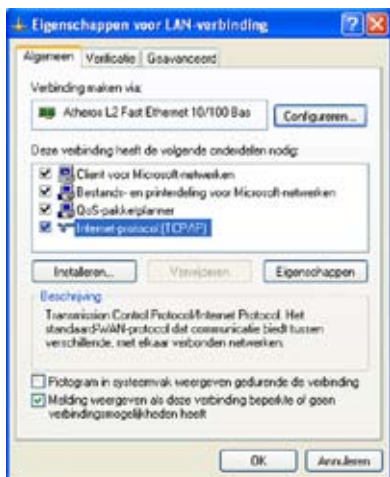 Eigenschappen voor LAN-verbinding
Algemeen Verificatie Geavanceerd
Verbinding maken via:
Atheros L2 Fast Ethernet 10/100 Bas
Configureren...
Deze verbinding heeft de volgende onderdelen nodig:
Client voor Microsoft-netwerken
Bestands- en printerdeling voor Microsoft-netwerken
QoS-pakketplanner
Internet-protocol (TCP/IP)
Installeren... Verwijderen Eigenschappen
Beschrijving
Transmission Control Protocol/Internet Protocol. Het
standaard-WAN-protocol dat communicatie biedt tussen
verschillende, met elkaar verbonden netwerken.
Pictogram in systeemvak weergeven gedurende de verbinding
Melding weergeven als deze verbinding beperkte of geen
verbindingsmogelijkheden heeft
OK Annuleren